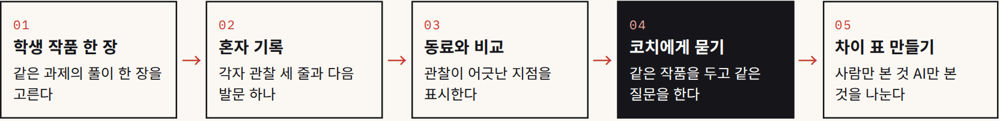 01
학생 작품 한 장
같은 과제의 풀이 한 장을
고른다
02
혼자 기록
각자 관찰 세 줄과 다음
발문 하나
03
동료와 비교
관찰이 어긋난 지점을
표시한다
04
코치에게 묻기
같은 작품을 두고 같은
질문을 한다
05
차이 표 만들기
사람만 본 것 AI만 본
것을 나눈다